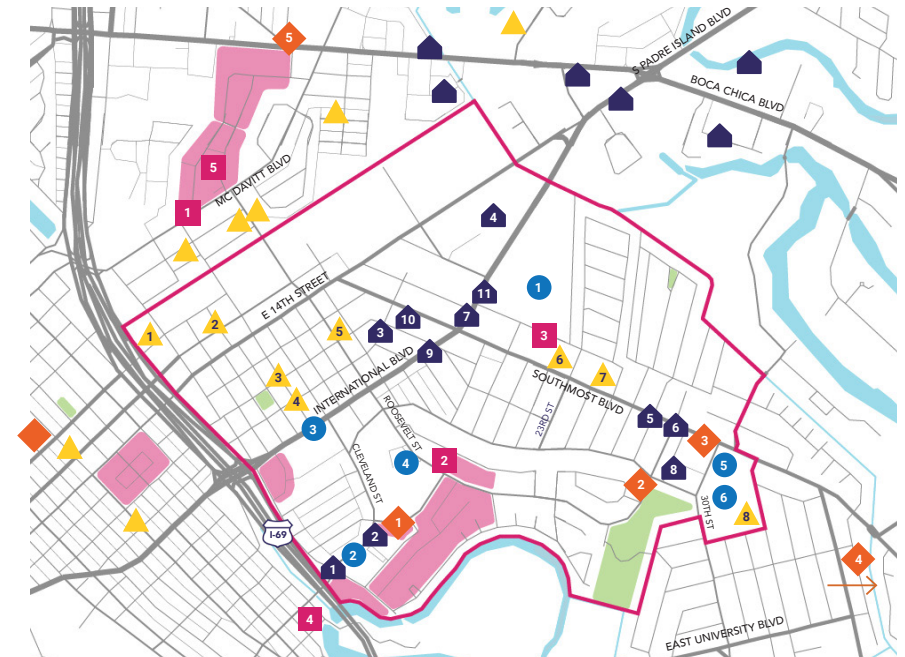 5
S PADRE ISLAND BLVD
BOCA CHICA BLVD
5
MC DAVITT BLVD
1
4
E 14TH STREET
1
11
10
7
1
2
5
3
3
9
6
INTERNATIONAL BLVD
3
7
SOUTHMOST BLVD
4
ROOSEVELT ST
23RD ST
5
6
3
3
4
2
CLEVELAND ST
8
5
2
6
30TH ST
8
1
I-69
2
2
1
4
4
EAST UNIVERSITY BLVD